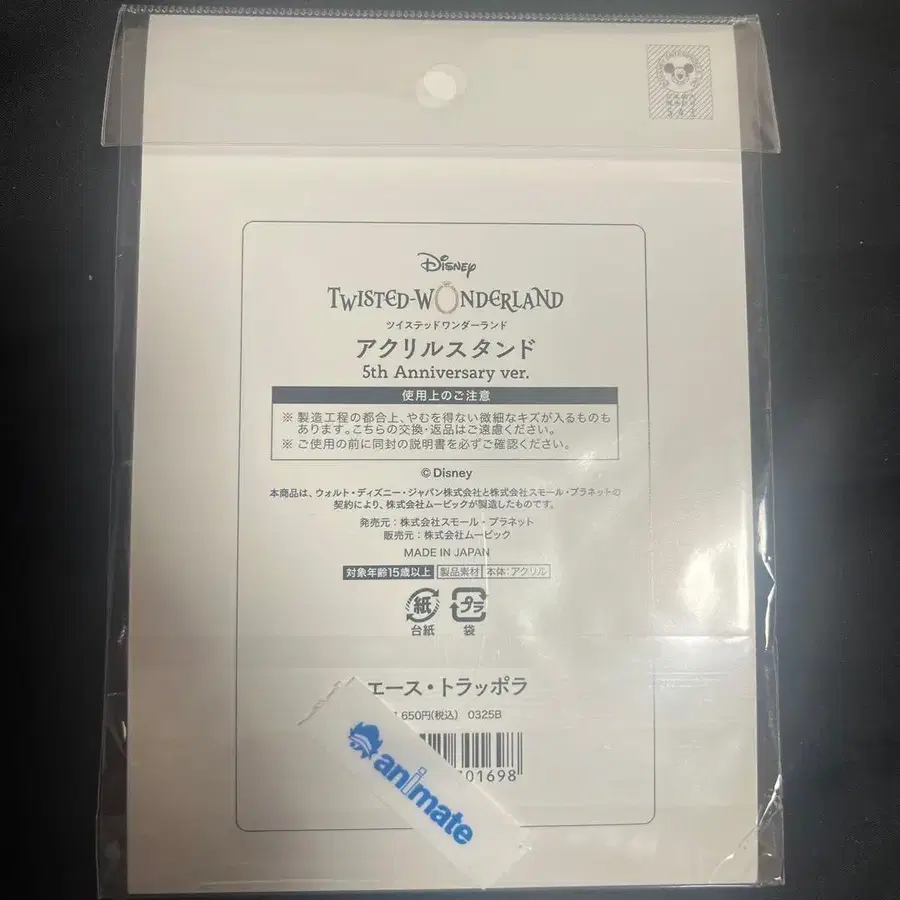 Disney
TWISTED-WONDERLAND
ツイステッドワンダーランド
アクリルスタンド
5th Anniversary ver.
使用上のご注意
※ 製造工程の都合上、やむを得ない微細なキズが入るものも
あります。こちらの交換・返品はご遠慮ください。
※ ご使用の前に同封の説明書を必ずご確認ください。
©Disney
本商品は、ウォルト・ディズニー・ジャパン株式会社と株式会社スモール・プラネットの
契約により、株式会社ムービックが製造したものです。
発売元：株式会社スモール・プラネット
販売元：株式会社ムービック
MADE IN JAPAN
対象年齢15歳以上 製品素材 本体：アクリル
紙 プラ
台紙 袋
エース・トラッポラ
650円(税込) 0325B
01698
animate